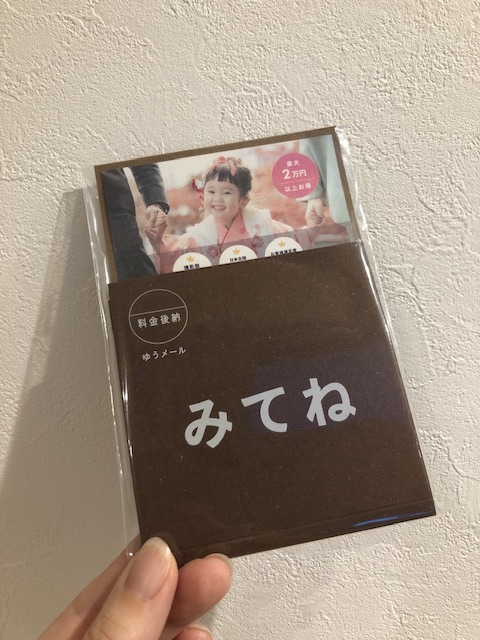 最大
2万円
以上お得
料金後納
ゆうメール
みてね